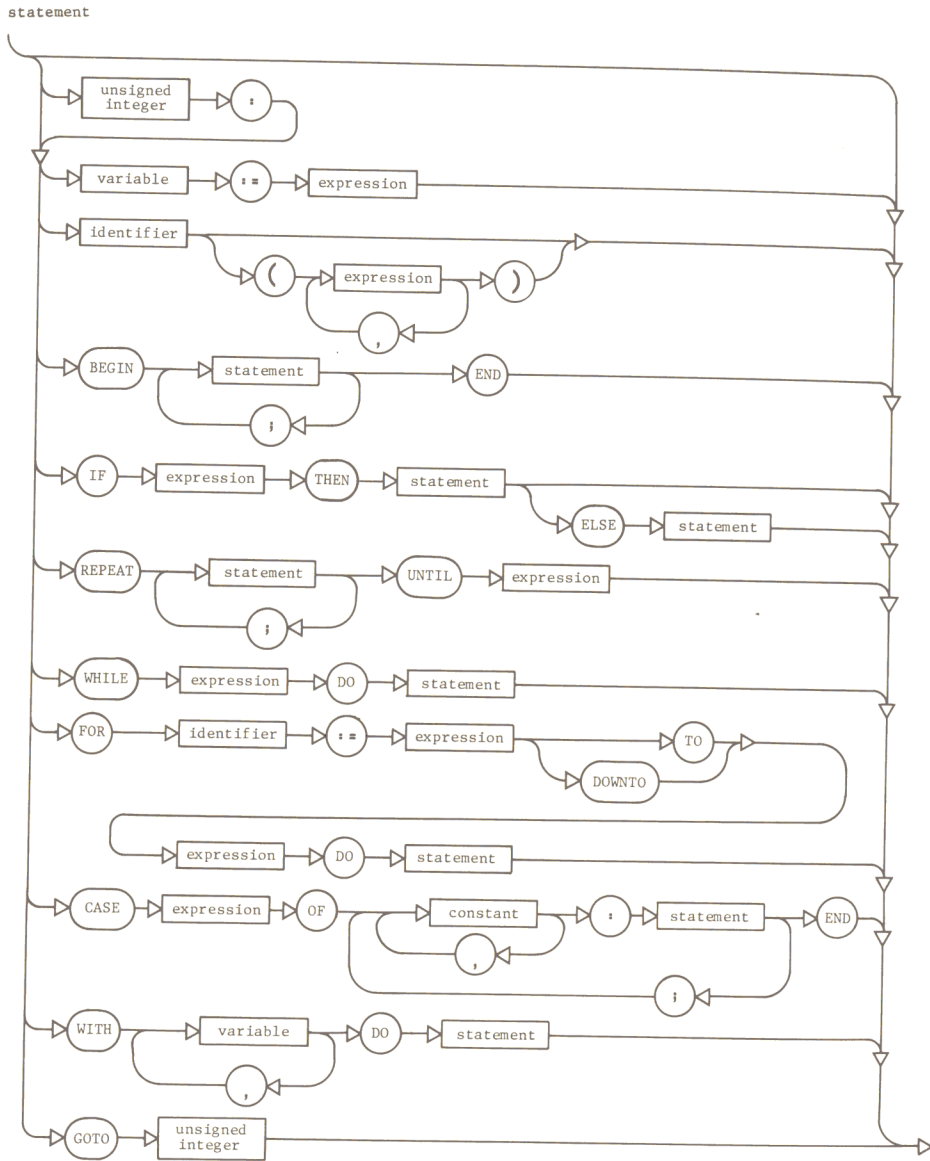 statement
unsigned
integer
:
variable := expression
identifier
( expression )
,
BEGIN statement END
;
IF expression THEN statement
ELSE statement
REPEAT statement UNTIL expression
;
WHILE expression DO statement
FOR identifier := expression TO
DOWNTO
expression DO statement
CASE expression OF constant : statement END
,
;
WITH variable DO statement
,
GOTO unsigned
integer